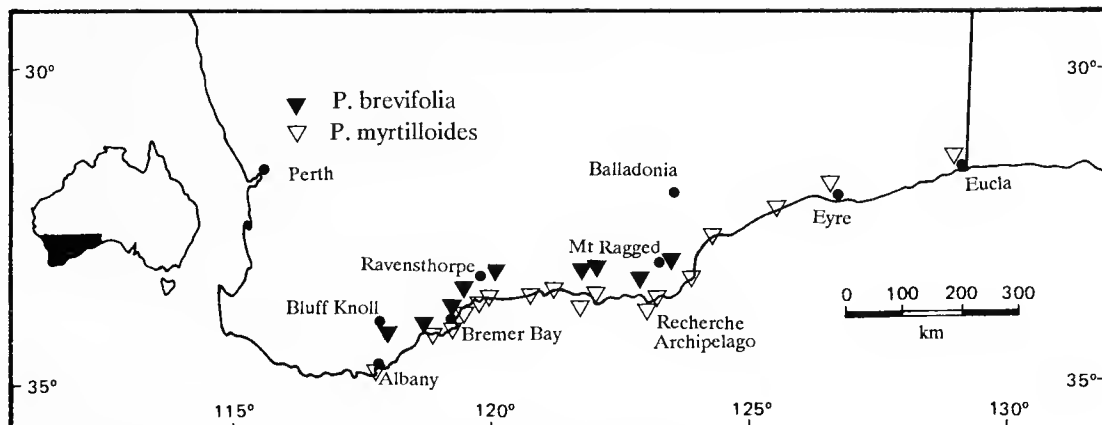 30°
30°
P. brevifolia
P. myrtilloides
Perth
Balladonia
Eucla
Eyre
Mt Ragged
Ravensthorpe
Bluff Knoll
0 100 200 300
km
Recherche
Archipelago
Bremer Bay
Albany
35°
35°
115°
120°
125°
130°